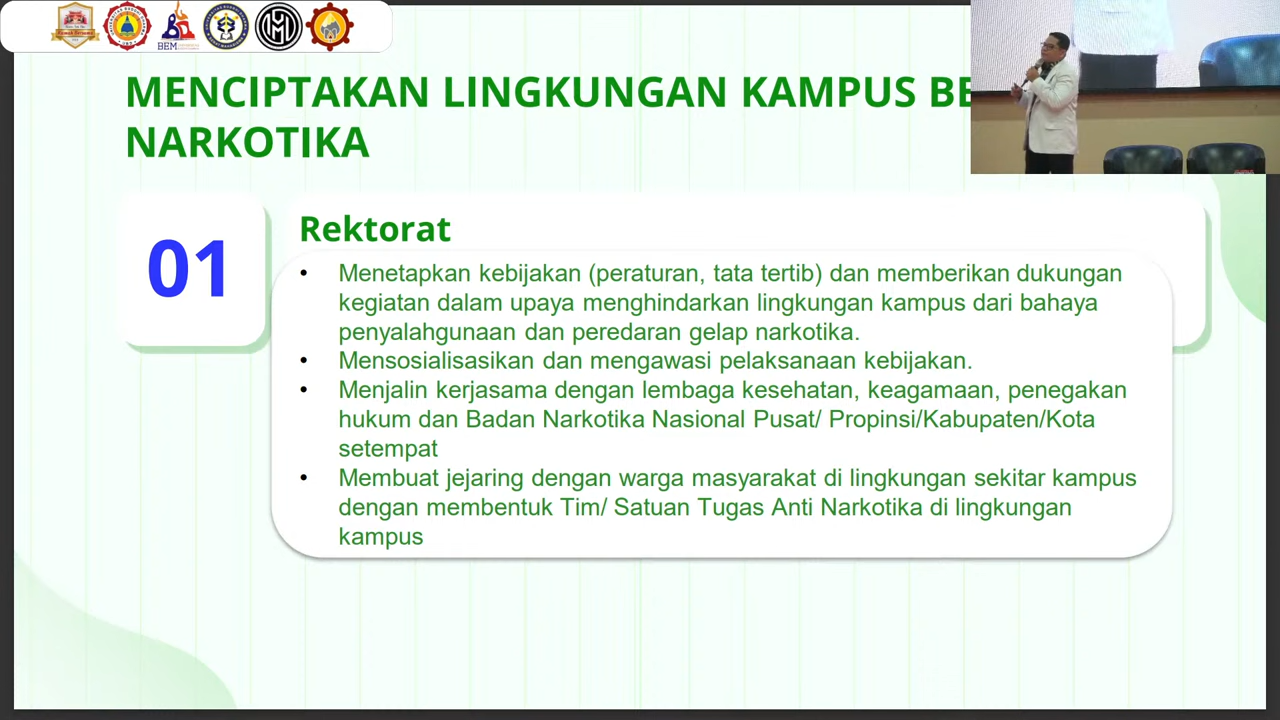 BEM
MENCIPTAKAN LINGKUNGAN KAMPUS
NARKOTIKA
01
Rektorat
• Menetapkan kebijakan (peraturan, tata tertib) dan memberikan dukungan
kegiatan dalam upaya menghindarkan lingkungan kampus dari bahaya
penyalahgunaan dan peredaran gelap narkotika.
• Mensosialisasikan dan mengawasi pelaksanaan kebijakan.
• Menjalin kerjasama dengan lembaga kesehatan, keagamaan, penegakan
hukum dan Badan Narkotika Nasional Pusat/ Propinsi/Kabupaten/Kota
setempat
• Membuat jejaring dengan warga masyarakat di lingkungan sekitar kampus
dengan membentuk Tim/ Satuan Tugas Anti Narkotika di lingkungan
kampus